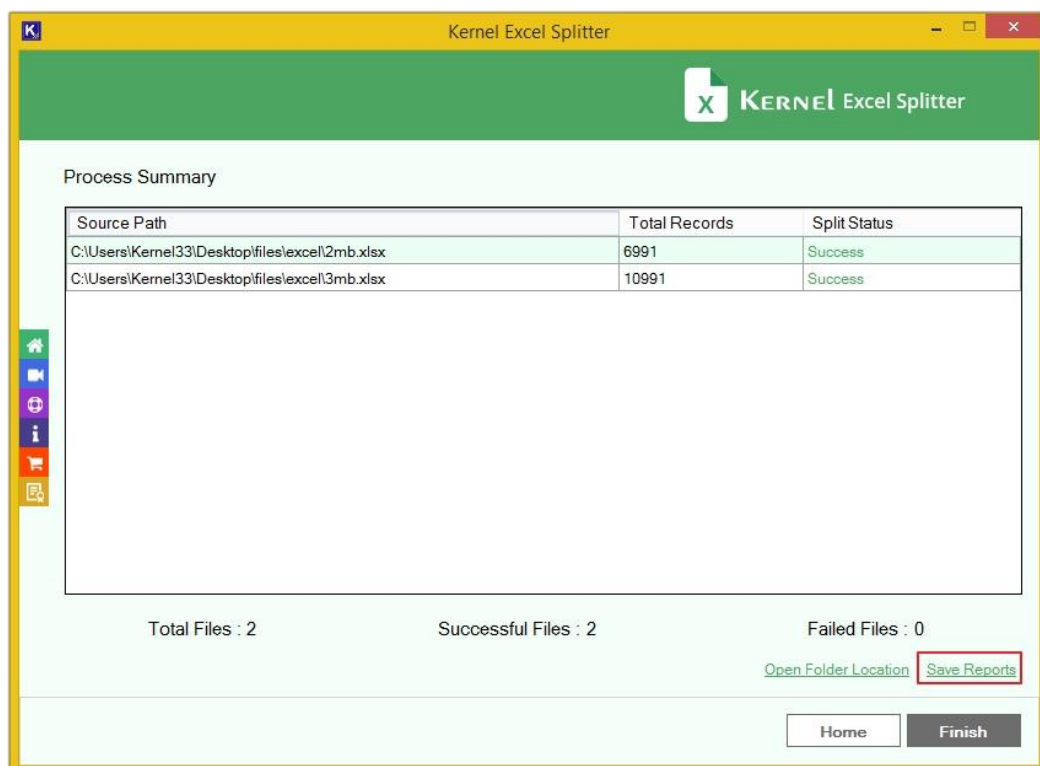 Kernel Excel Splitter
X KERNEL Excel Splitter
Process Summary
Source Path Total Records Split Status
C:\Users\Kernel33\Desktop\files\excel\2mb.xlsx 6991 Success
C:\Users\Kernel33\Desktop\files\excel\3mb.xlsx 10991 Success
Total Files : 2 Successful Files : 2 Failed Files : 0
Open Folder Location Save Reports
Home Finish